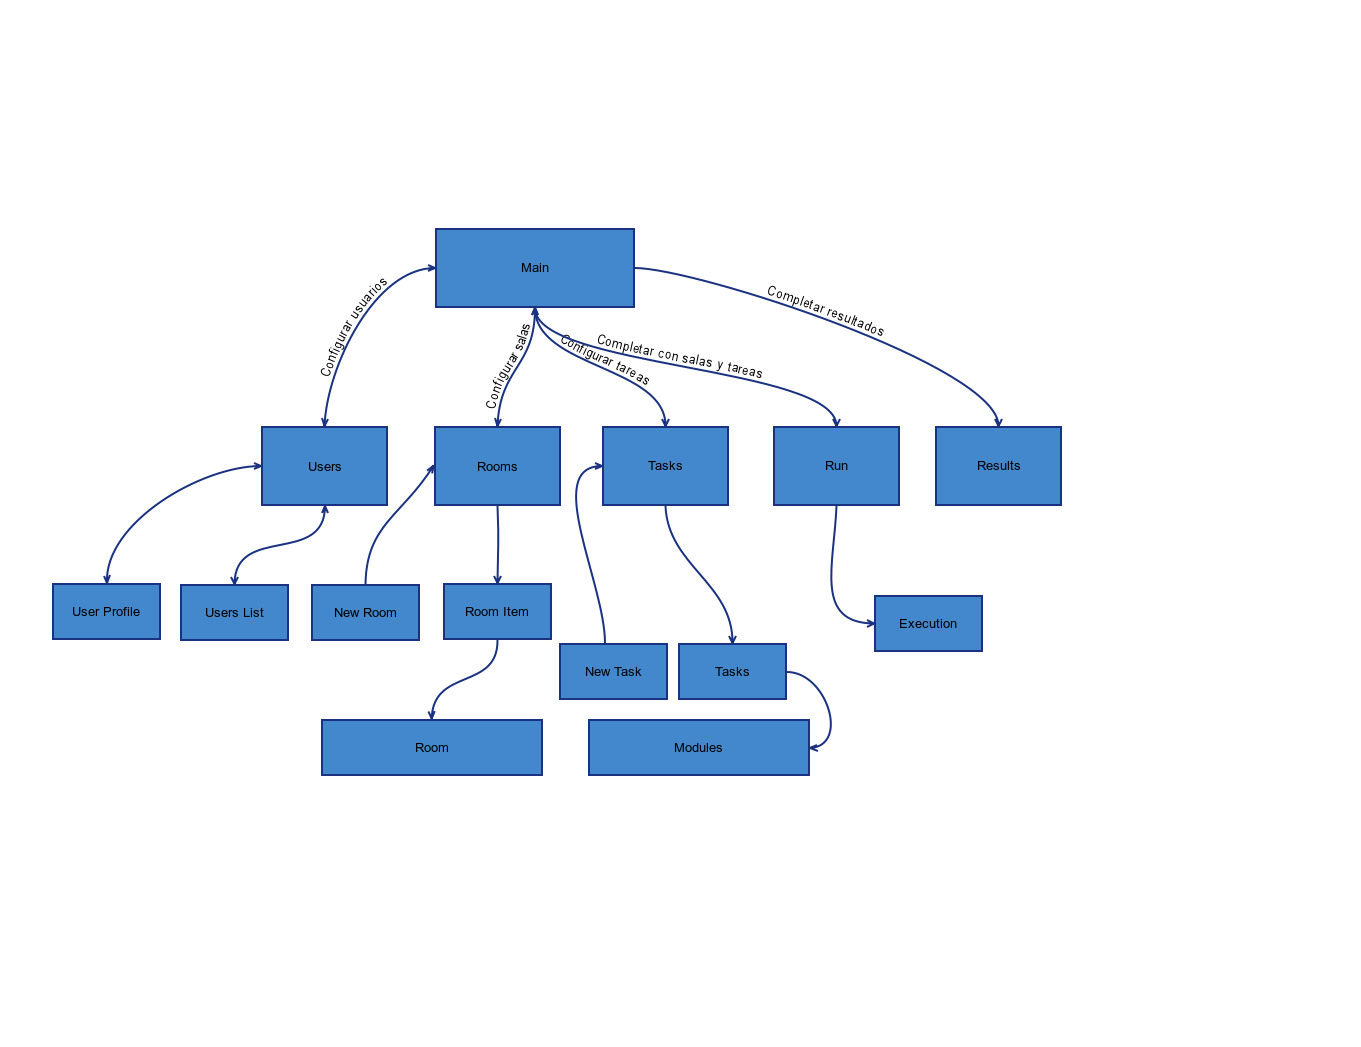 Main
Configurar usuarios
Configurar salas
Configurar tareas
Completar con salas y tareas
Completar resultados
Users
Rooms
Tasks
Run
Results
User Profile
Users List
New Room
Room Item
Execution
New Task
Tasks
Room
Modules